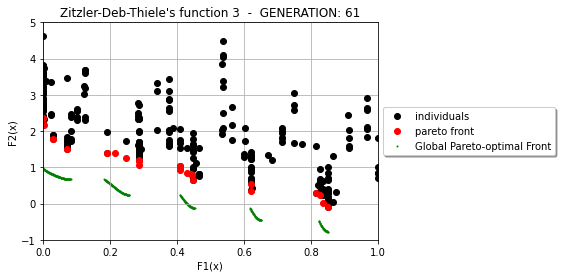 Zitzler-Deb-Thiele's function 3 - GENERATION: 61
5
4
3
2
1
0
−1
F2(x)
0.0 0.2 0.4 0.6 0.8 1.0
F1(x)
individuals
pareto front
Global Pareto-optimal Front